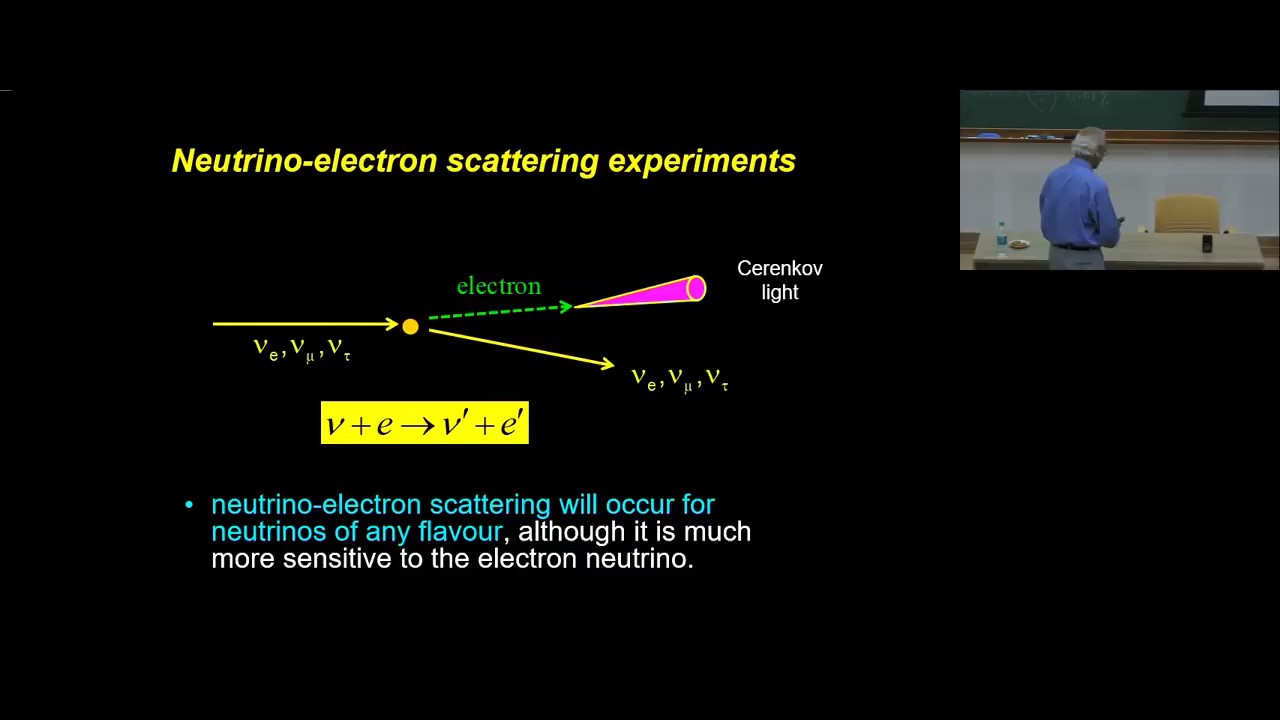 Neutrino-electron scattering experiments
electron
Cerenkov
light
νe,νμ,ντ
νe,νμ,ντ
ν + e → ν′ + e′
• neutrino-electron scattering will occur for
neutrinos of any flavour, although it is much
more sensitive to the electron neutrino.